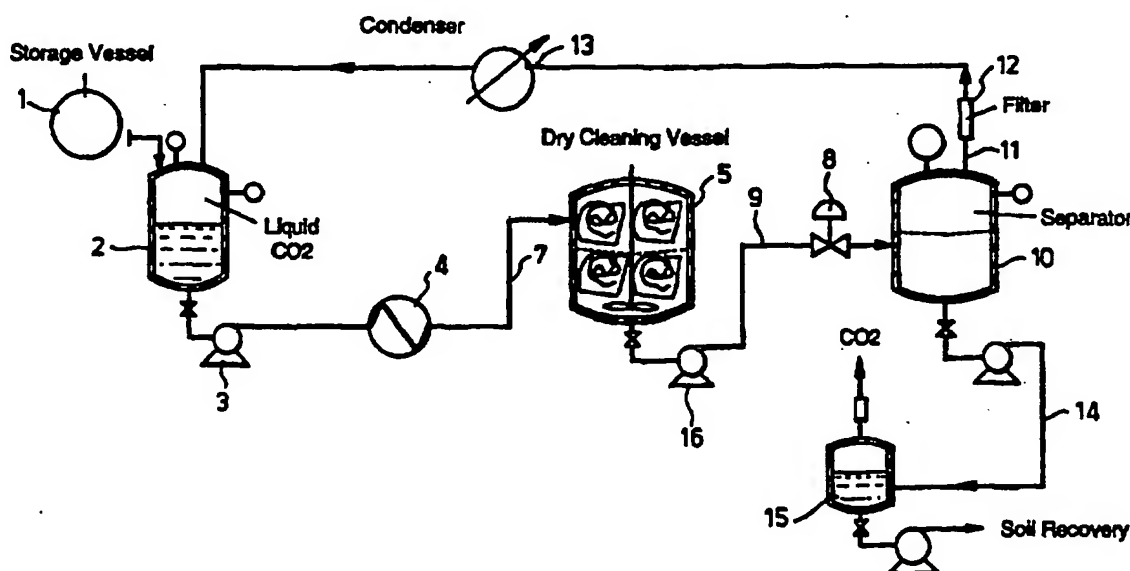 Condenser
Storage Vessel
1
13
12
Filter
11
Dry Cleaning Vessel
5
8
Liquid
CO2
2
9
Separator
10
7
4
3
16
CO2
14
15
Soil Recovery